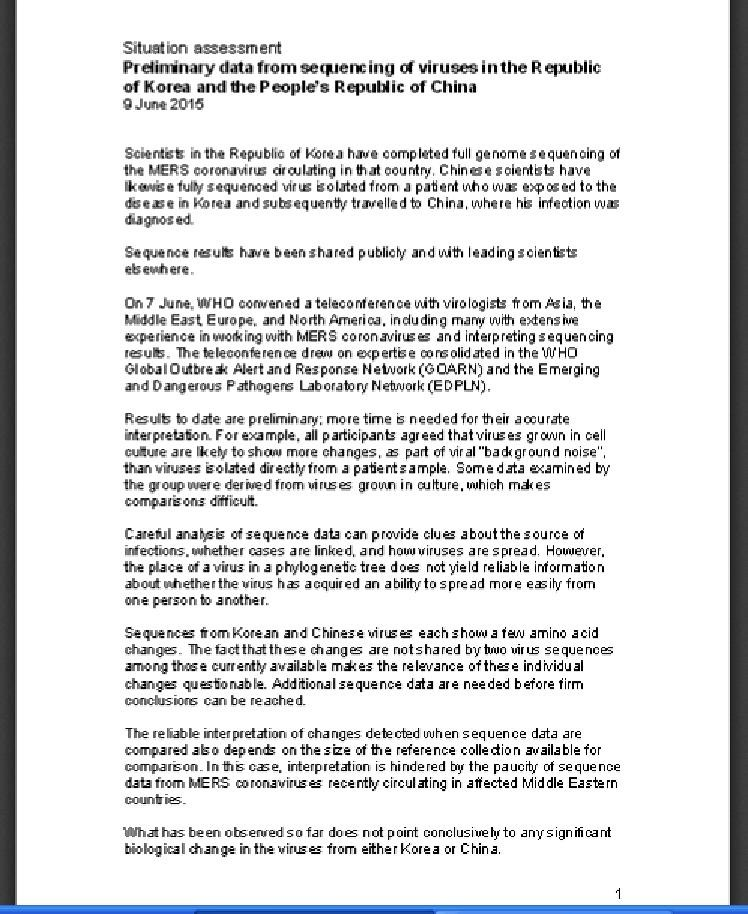 Situation assessment
Preliminary data from sequencing of viruses in the Republic
of Korea and the People's Republic of China
9 June 2015
Scientists in the Republic of Korea have completed full genome sequencing of
the MERS coronavirus circulating in that country. Chinese scientists have
likewise fully sequenced virus isolated from a patient who was exposed to the
disease in Korea and subsequently travelled to China, where his infection was
diagnosed.
Sequence results have been shared publicly and with leading scientists
elsewhere.
On 7 June, WHO convened a teleconference with virologists from Asia, the
Middle East, Europe, and North America, including many with extensive
experience in working with MERS coronaviruses and interpreting sequencing
results. The teleconference drew on expertise consolidated in the WHO
Global Outbreak Alert and Response Network (GOARN) and the Emerging
and Dangerous Pathogens Laboratory Network (EDPLN).
Results to date are preliminary; more time is needed for their accurate
interpretation. For example, all participants agreed that viruses grown in cell
culture are likely to show more changes, as part of viral "background noise",
than viruses isolated directly from a patient sample. Some data examined by
the group were derived from viruses grown in culture, which makes
comparisons difficult.
Careful analysis of sequence data can provide clues about the source of
infections, whether cases are linked, and how viruses are spread. However,
the place of a virus in a phylogenetic tree does not yield reliable information
about whether the virus has acquired an ability to spread more easily from
one person to another.
Sequences from Korean and Chinese viruses each show a few amino acid
changes. The fact that these changes are not shared by two virus sequences
among those currently available makes the relevance of these individual
changes questionable. Additional sequence data are needed before firm
conclusions can be reached.
The reliable interpretation of changes detected when sequence data are
compared also depends on the size of the reference collection available for
comparison. In this case, interpretation is hindered by the paucity of sequence
data from MERS coronaviruses recently circulating in affected Middle Eastern
countries.
What has been observed so far does not point conclusively to any significant
biological change in the viruses from either Korea or China.
1